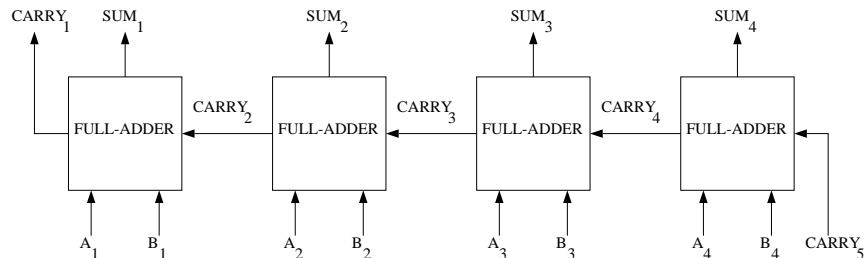 CARRY₁ SUM₁ SUM₂ SUM₃ SUM₄
CARRY₂ CARRY₃ CARRY₄
FULL-ADDER FULL-ADDER FULL-ADDER FULL-ADDER
A₁ B₁ A₂ B₂ A₃ B₃ A₄ B₄ CARRY₅